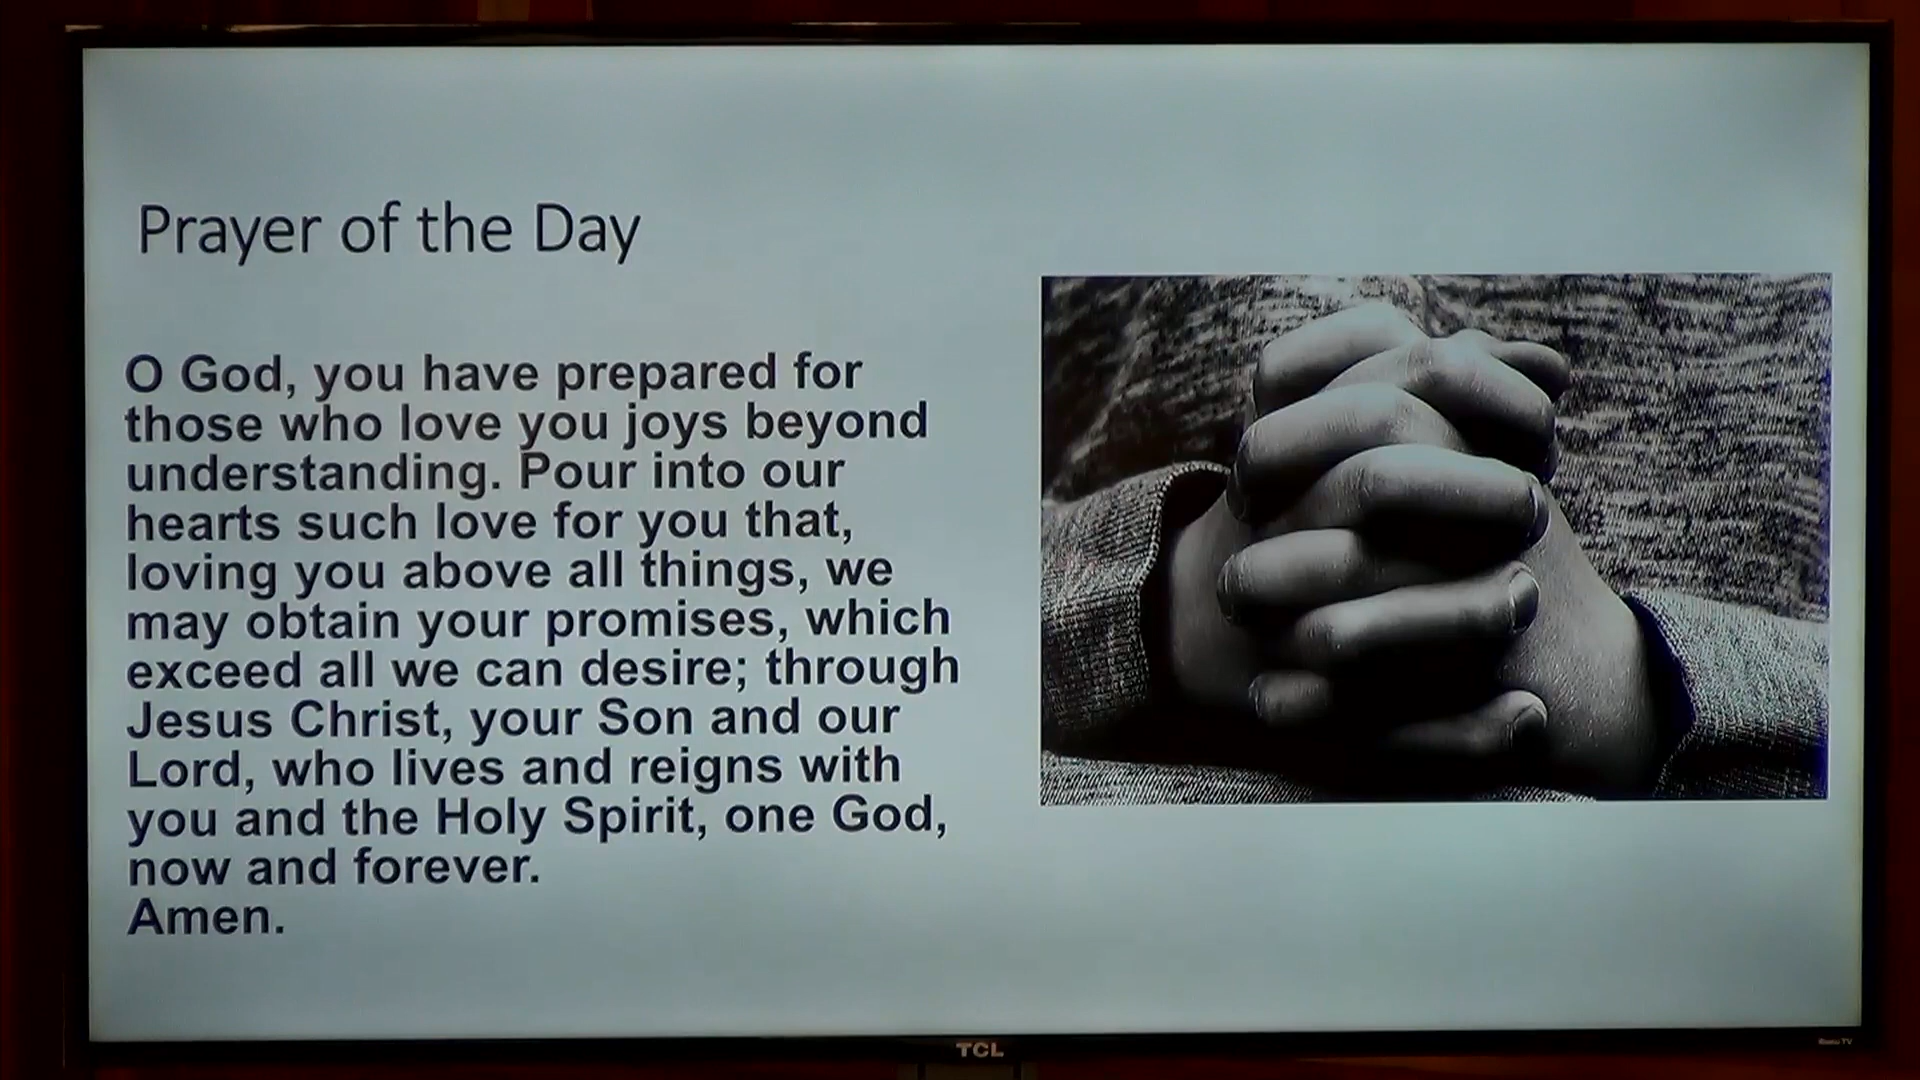 Prayer of the Day
O God, you have prepared for
those who love you joys beyond
understanding. Pour into our
hearts such love for you that,
loving you above all things, we
may obtain your promises, which
exceed all we can desire; through
Jesus Christ, your Son and our
Lord, who lives and reigns with
you and the Holy Spirit, one God,
now and forever.
Amen.
TCL
Roku TV